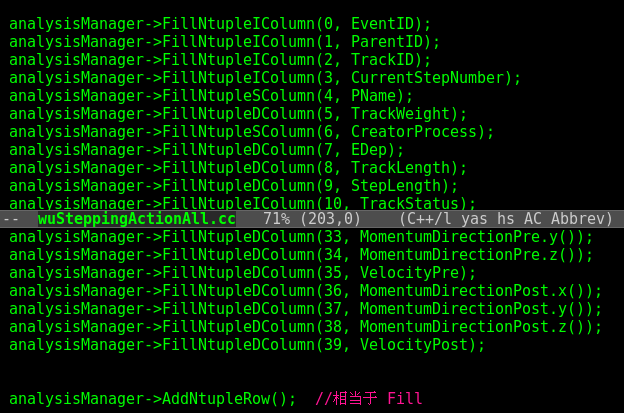 analysisManager->FillNtupleIColumn(0, EventID);
analysisManager->FillNtupleIColumn(1, ParentID);
analysisManager->FillNtupleIColumn(2, TrackID);
analysisManager->FillNtupleIColumn(3, CurrentStepNumber);
analysisManager->FillNtupleSColumn(4, PName);
analysisManager->FillNtupleDColumn(5, TrackWeight);
analysisManager->FillNtupleSColumn(6, CreatorProcess);
analysisManager->FillNtupleDColumn(7, EDep);
analysisManager->FillNtupleDColumn(8, TrackLength);
analysisManager->FillNtupleDColumn(9, StepLength);
analysisManager->FillNtupleIColumn(10, TrackStatus);
--  wuSteppingActionAll.cc   71% (203,0)    (C++/l yas hs AC Abbrev)
analysisManager->FillNtupleDColumn(33, MomentumDirectionPre.y());
analysisManager->FillNtupleDColumn(34, MomentumDirectionPre.z());
analysisManager->FillNtupleDColumn(35, VelocityPre);
analysisManager->FillNtupleDColumn(36, MomentumDirectionPost.x());
analysisManager->FillNtupleDColumn(37, MomentumDirectionPost.y());
analysisManager->FillNtupleDColumn(38, MomentumDirectionPost.z());
analysisManager->FillNtupleDColumn(39, VelocityPost);
analysisManager->AddNtupleRow();  //相当于 Fill